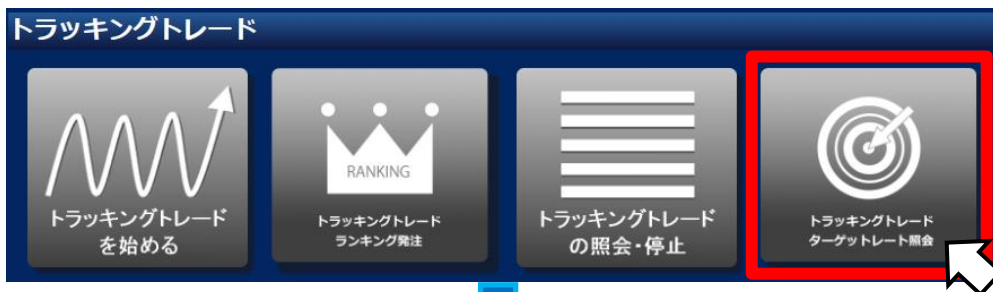 トラッキングトレード
トラッキングトレード
を始める
RANKING
トラッキングトレード
ランキング発注
トラッキングトレード
の照会・停止
トラッキングトレード
ターゲットレート照会